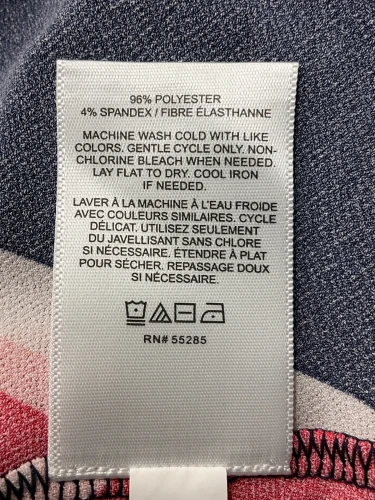 96% POLYESTER
4% SPANDEX / FIBRE ÉLASTHANNE
MACHINE WASH COLD WITH LIKE
COLORS. GENTLE CYCLE ONLY. NON-
CHLORINE BLEACH WHEN NEEDED.
LAY FLAT TO DRY. COOL IRON
IF NEEDED.
LAVER À LA MACHINE À L'EAU FROIDE
AVEC COULEURS SIMILAIRES. CYCLE
DÉLICAT. UTILISEZ SEULEMENT
DU JAVELLISANT SANS CHLORE
SI NÉCESSAIRE. ÉTENDRE À PLAT
POUR SÉCHER. REPASSAGE DOUX
SI NÉCESSAIRE.
RN# 55285